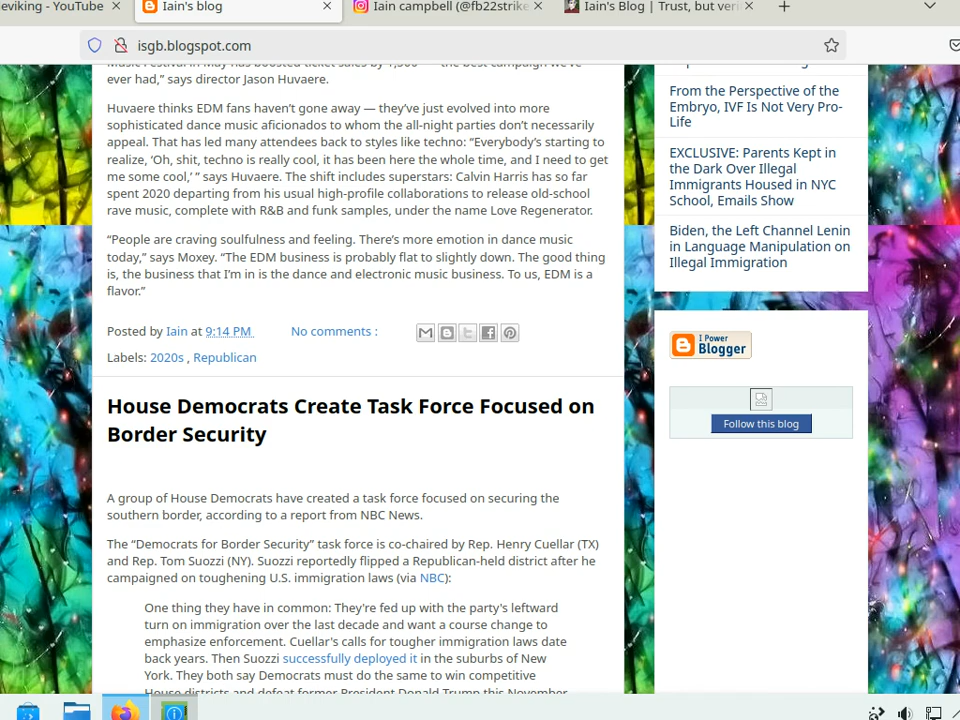 eviking - YouTube
Iain's blog
Iain campbell (@fb22strike
Iain's Blog | Trust, but veri
isgb.blogspot.com
ever had,” says director Jason Huvaere.
Huvaere thinks EDM fans haven’t gone away — they’ve just evolved into more
sophisticated dance music aficionados to whom the all-night parties don’t necessarily
appeal. That has led many attendees back to styles like techno: “Everybody’s starting to
realize, ‘Oh, shit, techno is really cool, it has been here the whole time, and I need to get
me some cool,’ ” says Huvaere. The shift includes superstars: Calvin Harris has so far
spent 2020 departing from his usual high-profile collaborations to release old-school
rave music, complete with R&B and funk samples, under the name Love Regenerator.
“People are craving soulfulness and feeling. There’s more emotion in dance music
today,” says Moxey. “The EDM business is probably flat to slightly down. The good thing
is, the business that I’m in is the dance and electronic music business. To us, EDM is a
flavor.”
Posted by Iain at 9:14 PM No comments :
Labels: 2020s , Republican
House Democrats Create Task Force Focused on
Border Security
A group of House Democrats have created a task force focused on securing the
southern border, according to a report from NBC News.
The “Democrats for Border Security” task force is co-chaired by Rep. Henry Cuellar (TX)
and Rep. Tom Suozzi (NY). Suozzi reportedly flipped a Republican-held district after he
campaigned on toughening U.S. immigration laws (via NBC):
One thing they have in common: They're fed up with the party's leftward
turn on immigration over the last decade and want a course change to
emphasize enforcement. Cuellar's calls for tougher immigration laws date
back years. Then Suozzi successfully deployed it in the suburbs of New
York. They both say Democrats must do the same to win competitive
House districts and defeat former President Donald Trump this November.
From the Perspective of the
Embryo, IVF Is Not Very Pro-
Life
EXCLUSIVE: Parents Kept in
the Dark Over Illegal
Immigrants Housed in NYC
School, Emails Show
Biden, the Left Channel Lenin
in Language Manipulation on
Illegal Immigration
I Power
Blogger
Follow this blog